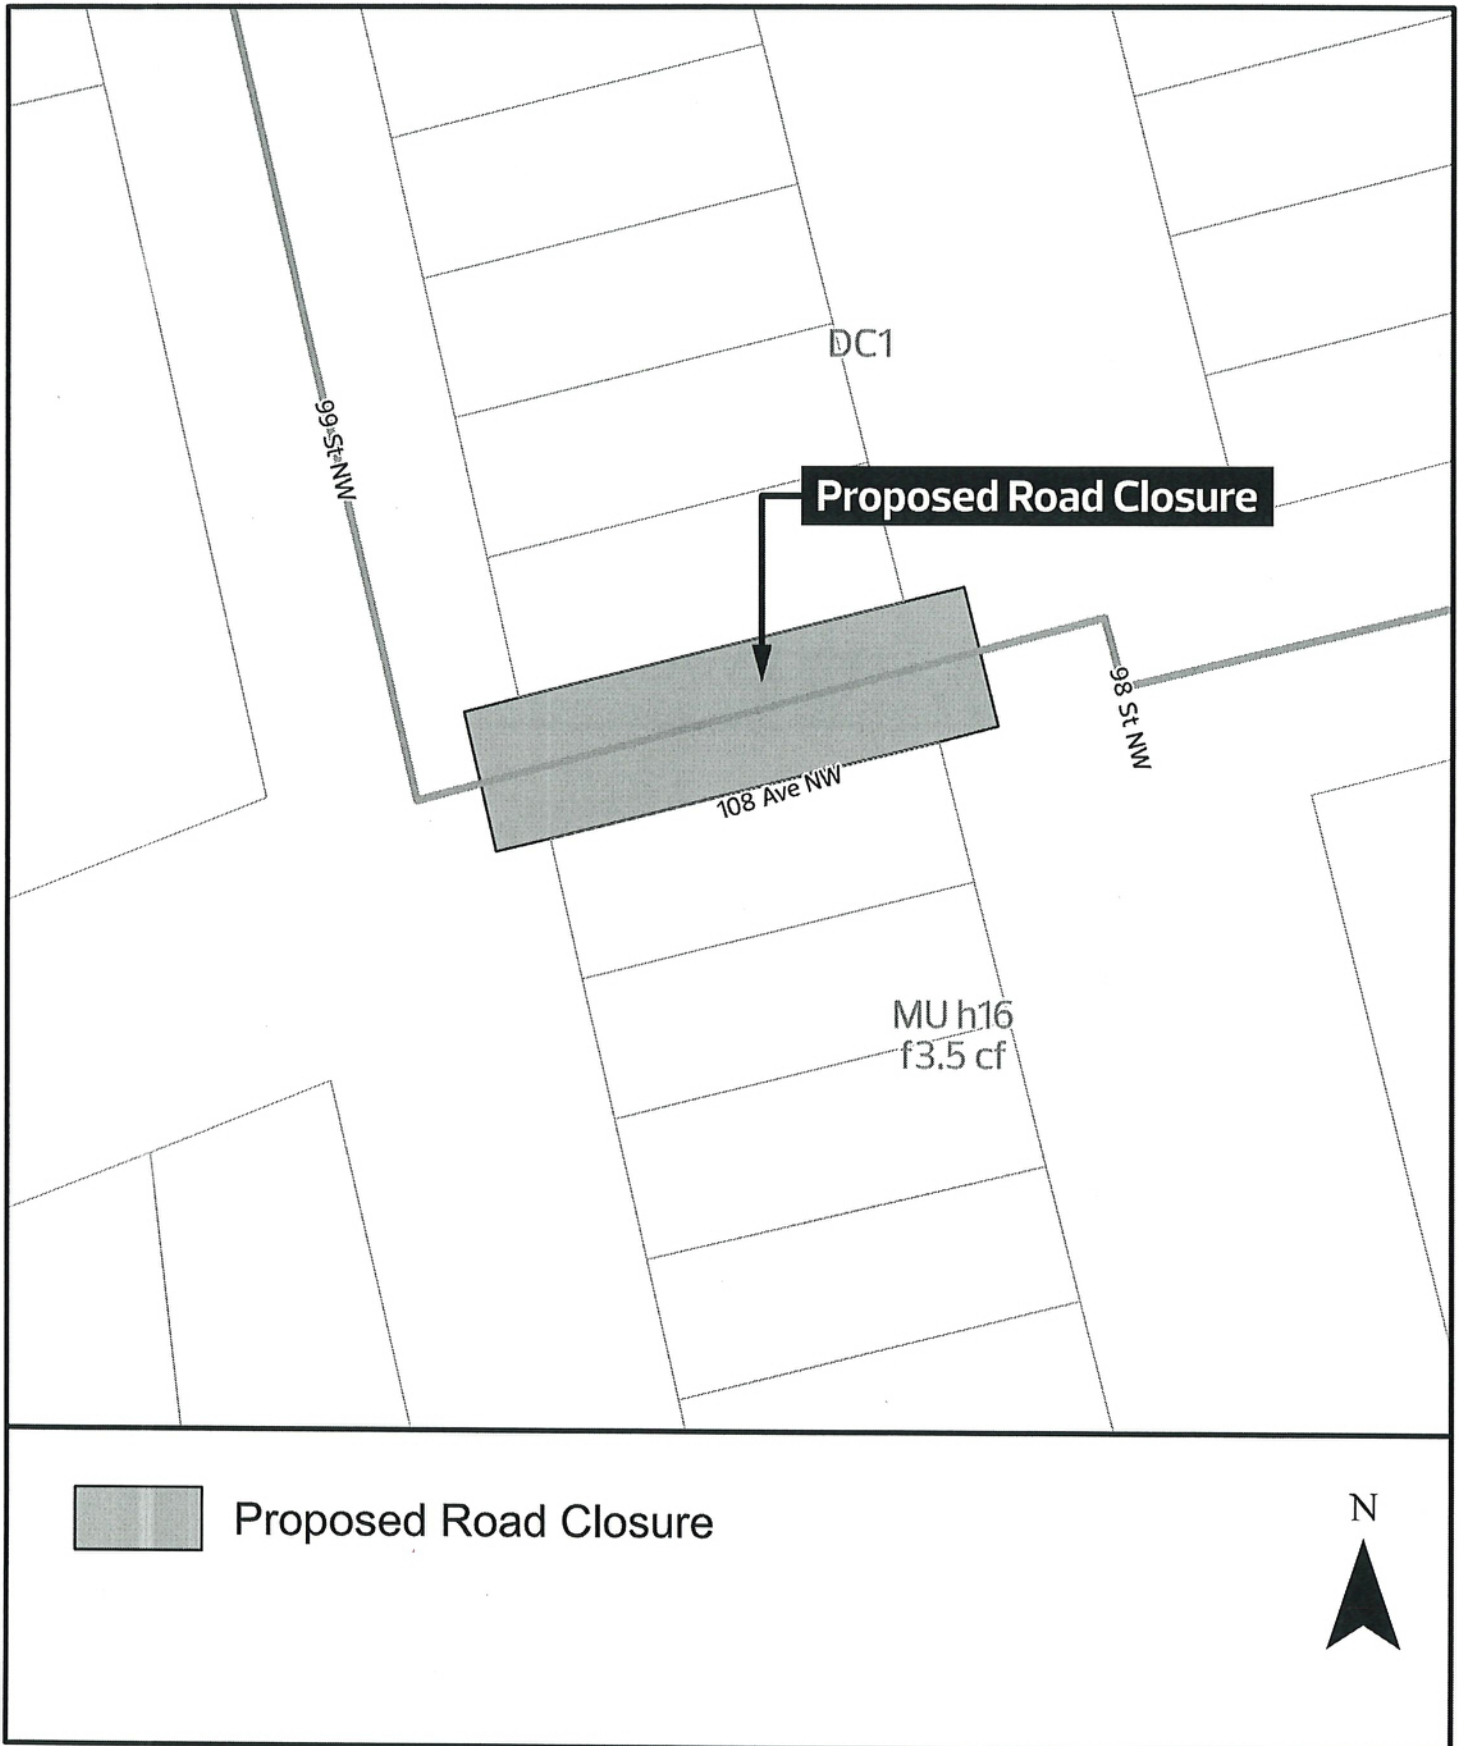 DC1
99 St NW
Proposed Road Closure
98 St NW
108 Ave NW
MU h16
f3.5 cf
Proposed Road Closure
N